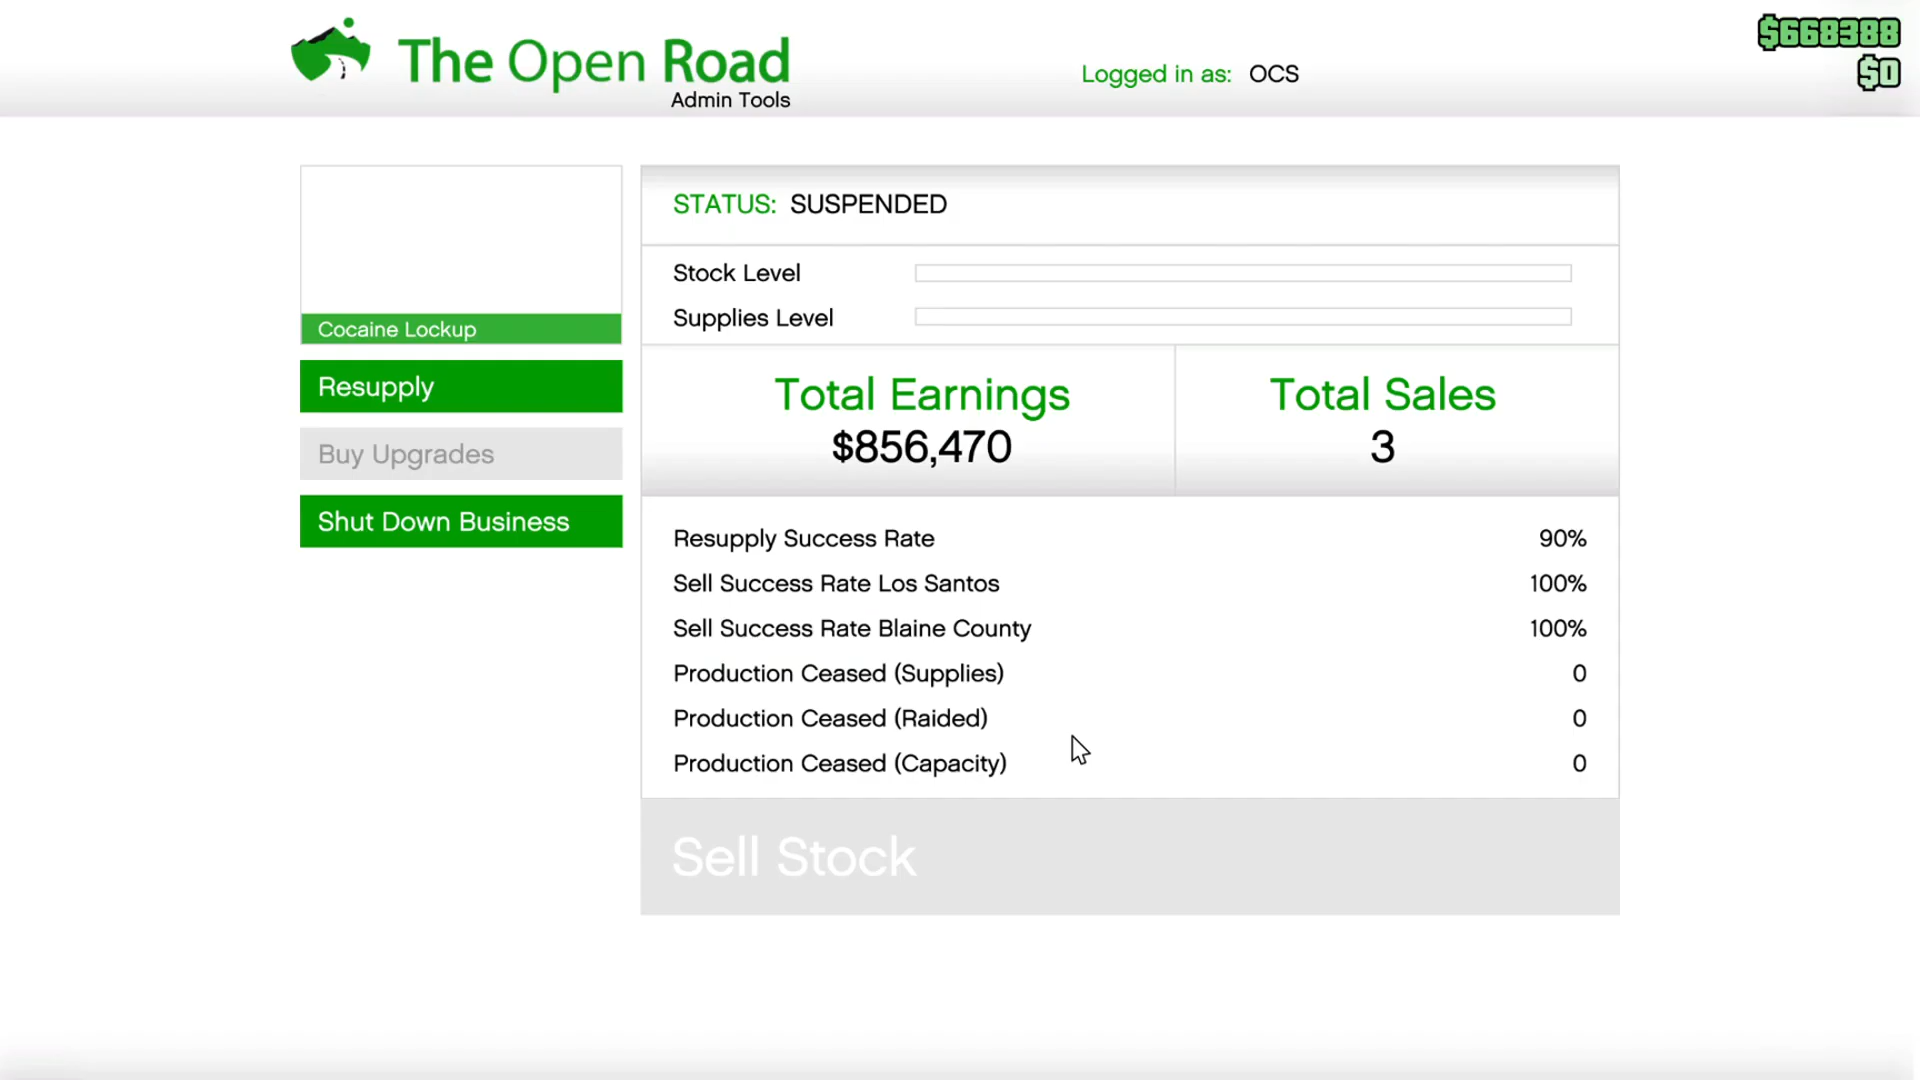 The Open Road
Admin Tools
Logged in as: OCS
$668388
$0
Cocaine Lockup
Resupply
Buy Upgrades
Shut Down Business
STATUS: SUSPENDED
Stock Level
Supplies Level
Total Earnings
$856,470
Total Sales
3
Resupply Success Rate 90%
Sell Success Rate Los Santos 100%
Sell Success Rate Blaine County 100%
Production Ceased (Supplies) 0
Production Ceased (Raided) 0
Production Ceased (Capacity) 0
Sell Stock